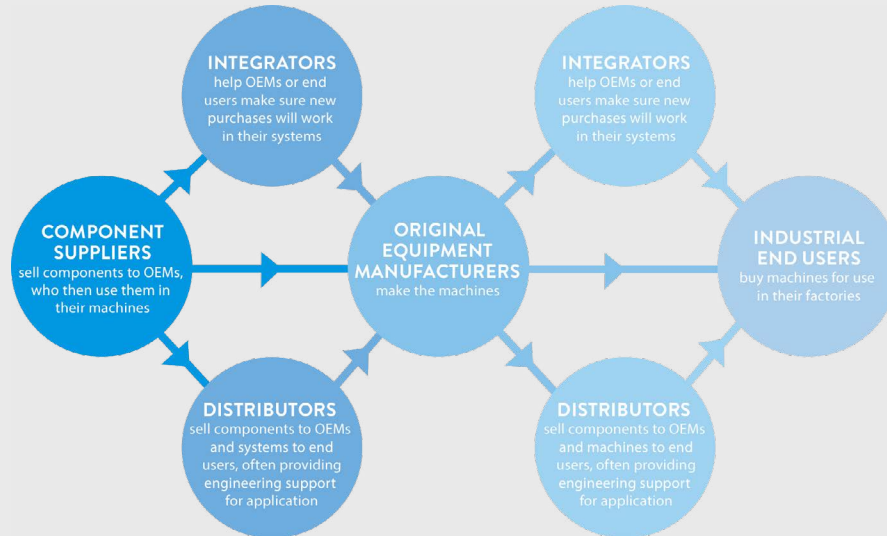 INTEGRATORS
help OEMs or end
users make sure new
purchases will work
in their systems
INTEGRATORS
help OEMs or end
users make sure new
purchases will work
in their systems
COMPONENT
SUPPLIERS
sell components to OEMs,
who then use them in
their machines
ORIGINAL
EQUIPMENT
MANUFACTURERS
make the machines
INDUSTRIAL
END USERS
buy machines for use
in their factories
DISTRIBUTORS
sell components to OEMs
and systems to end
users, often providing
engineering support
for application
DISTRIBUTORS
sell components to OEMs
and machines to end
users, often providing
engineering support
for application